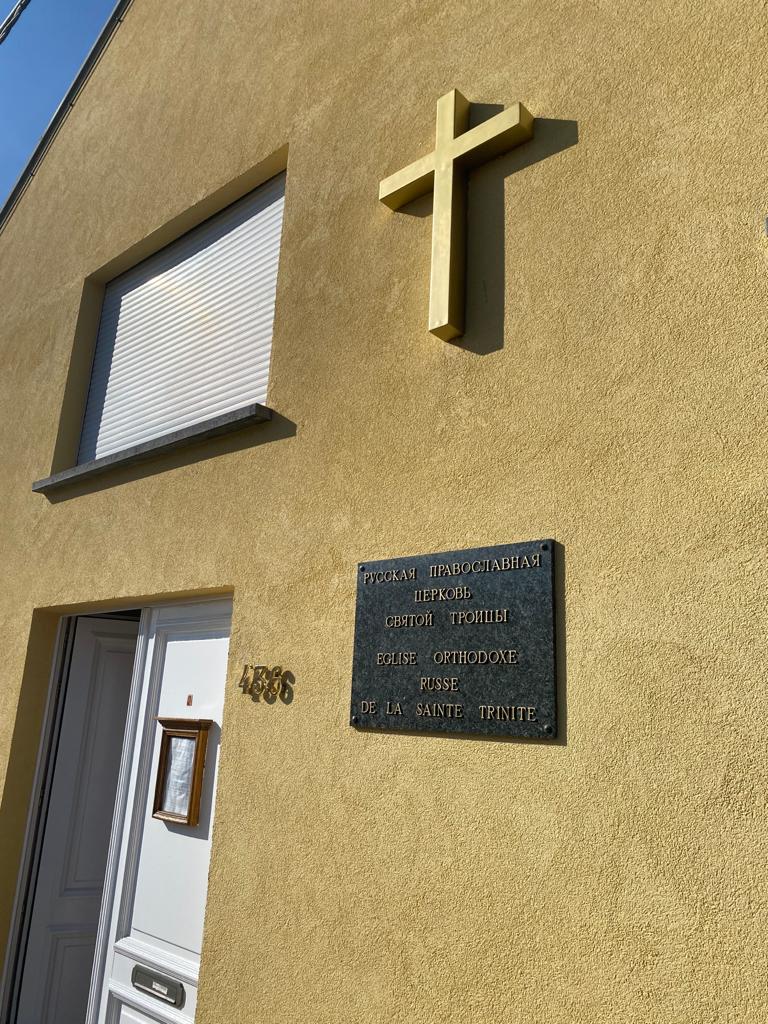 РУССКАЯ ПРАВОСЛАВНАЯ
ЦЕРКОВЬ
СВЯТОЙ ТРОИЦЫ
EGLISE ORTHODOXE
RUSSE
DE LA SAINTE TRINITE